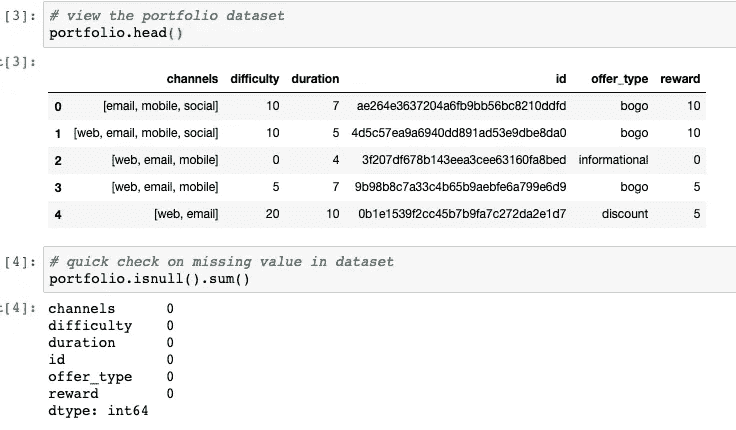 [3]: # view the portfolio dataset
portfolio.head()
t[3]:
channels difficulty duration id offer_type reward
0 [email, mobile, social] 10 7 ae264e3637204a6fb9bb56bc8210ddfd bogo 10
1 [web, email, mobile, social] 10 5 4d5c57ea9a6940dd891ad53e9dbe8da0 bogo 10
2 [web, email, mobile] 0 4 3f207df678b143eea3cee63160fa8bed informational 0
3 [web, email, mobile] 5 7 9b98b8c7a33c4b65b9aebfe6a799e6d9 bogo 5
4 [web, email] 20 10 0b1e1539f2cc45b7b9fa7c272da2e1d7 discount 5
[4]: # quick check on missing value in dataset
portfolio.isnull().sum()
t[4]: channels 0
difficulty 0
duration 0
id 0
offer_type 0
reward 0
dtype: int64